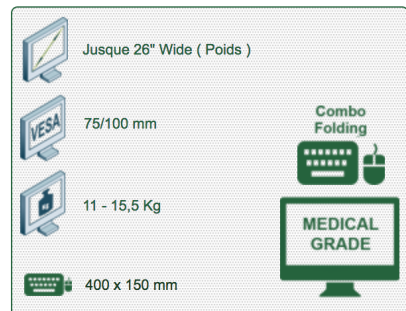 Jusque 26" Wide ( Poids )
VESA
75/100 mm
11 - 15,5 Kg
400 x 150 mm
Combo
Folding
MEDICAL
GRADE